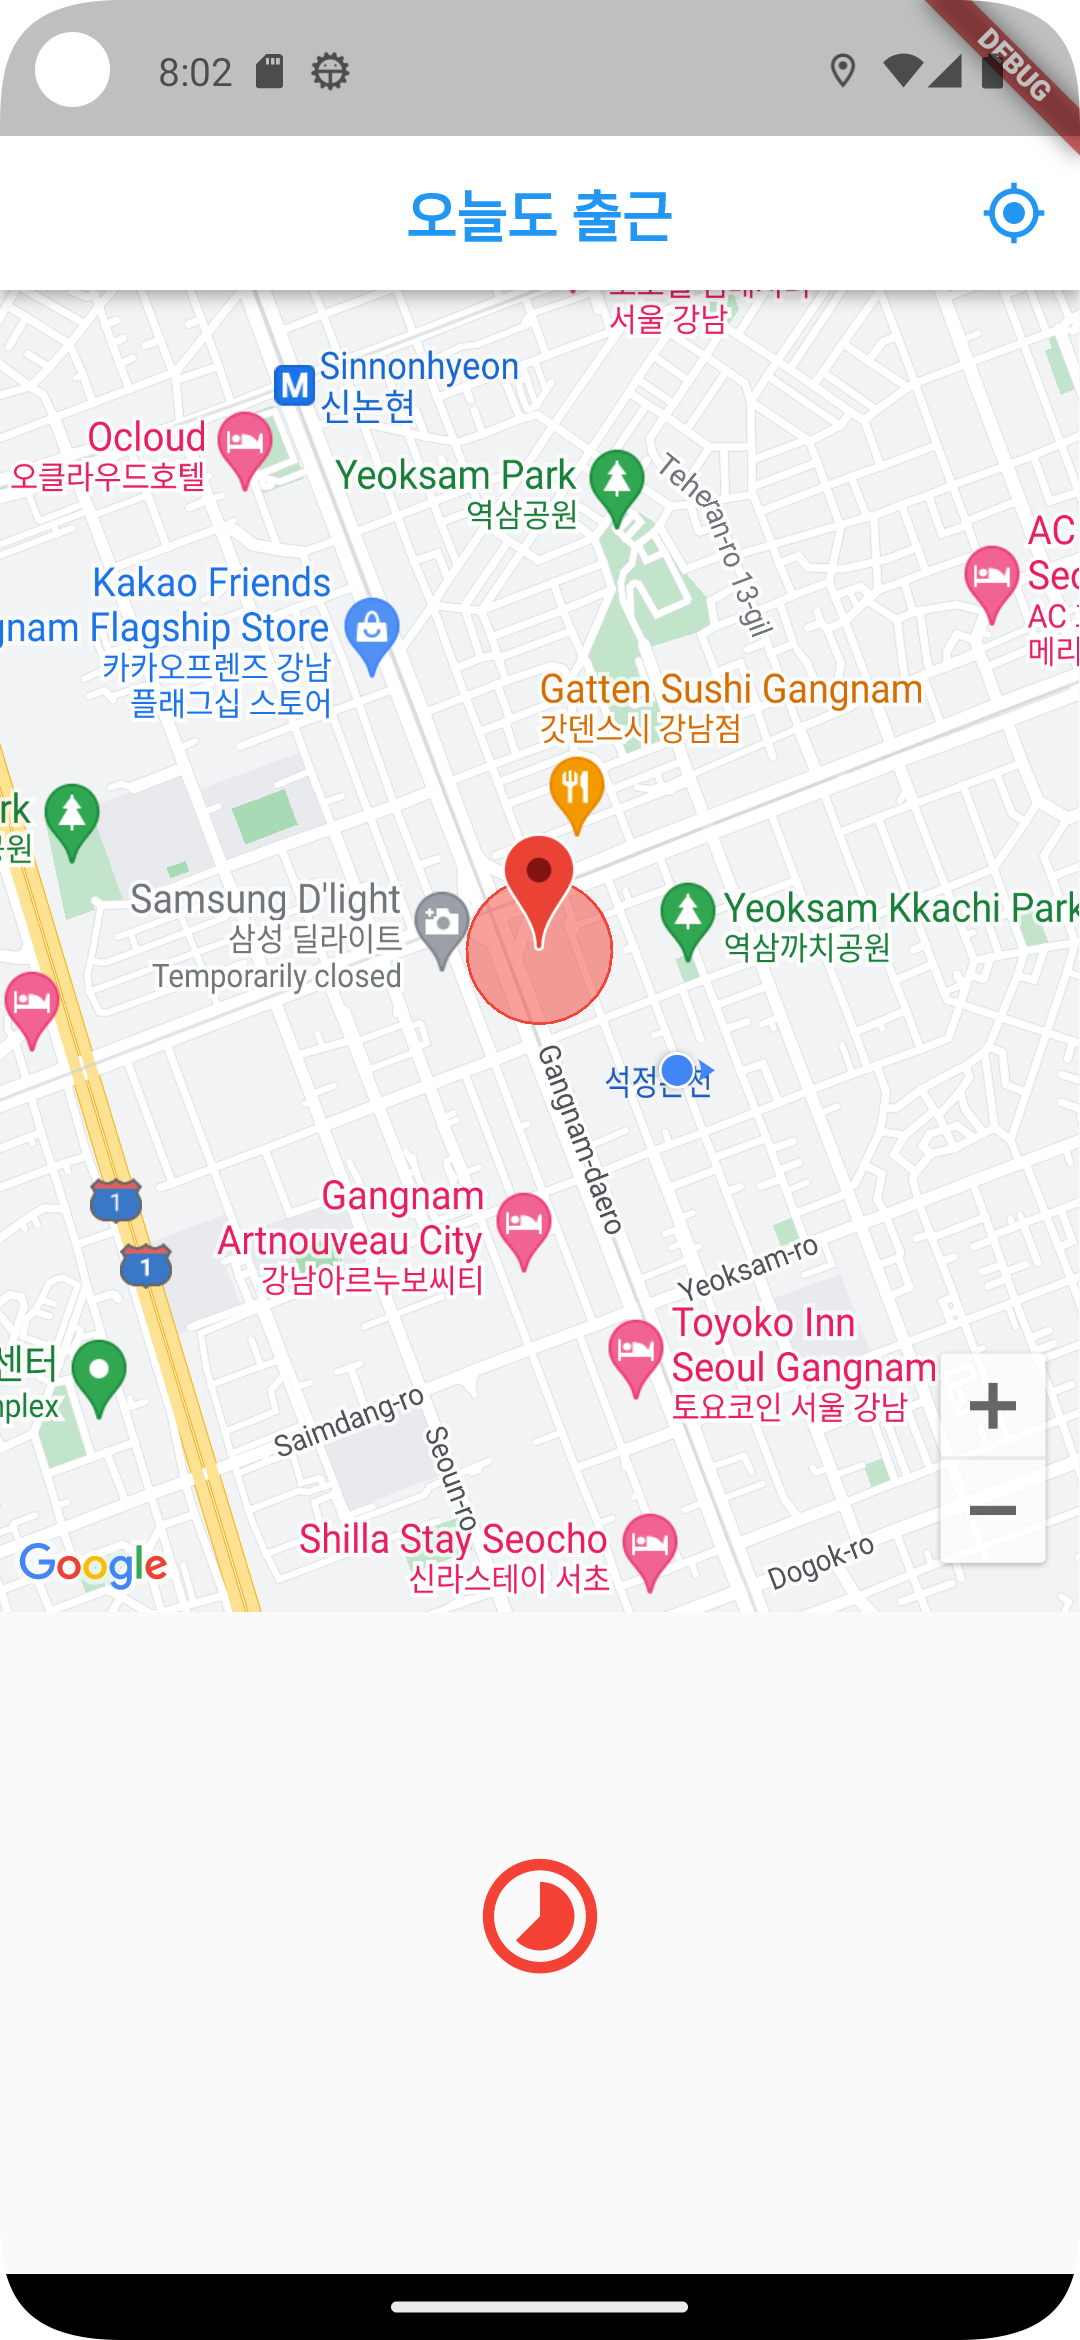 8:02
DEBUG
오늘도 출근
서울 강남
M
Sinnonhyeon
신논현
Ocloud
오클라우드호텔
Yeoksam Park
역삼공원
Teheran-ro 13-gil
AC
AC
메리
Kakao Friends
gnam Flagship Store
카카오프렌즈 강남
플래그십 스토어
Gatten Sushi Gangnam
갓덴스시 강남점
rk
공원
Samsung D'light
삼성 딜라이트
Temporarily closed
Yeoksam Kkachi Park
역삼까치공원
Gangnam-daero
1
1
Gangnam
Artnouveau City
강남아르누보씨티
Yeoksam-ro
Toyoko Inn
Seoul Gangnam
토요코인 서울 강남
센터
nplex
Saimdang-ro
Seoun-ro
Shilla Stay Seocho
신라스테이 서초
Dogok-ro
Google